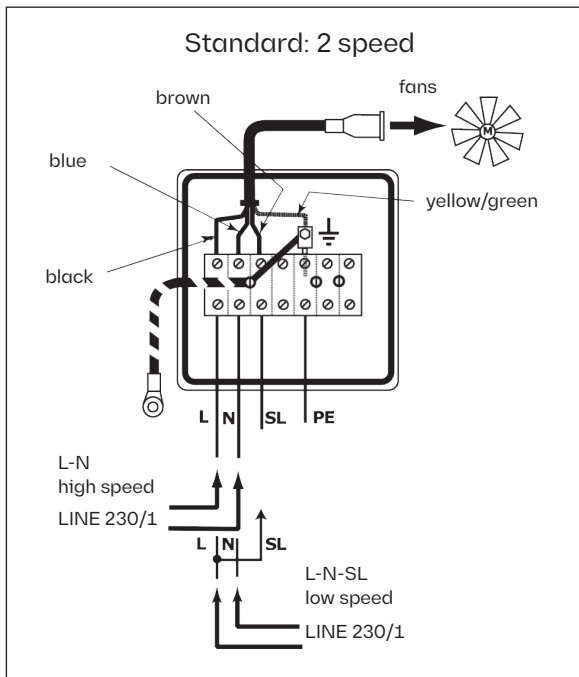 Standard: 2 speed
fans
brown
M
blue
yellow/green
black
L N SL PE
L-N
high speed
LINE 230/1
L N SL
L-N-SL
low speed
LINE 230/1